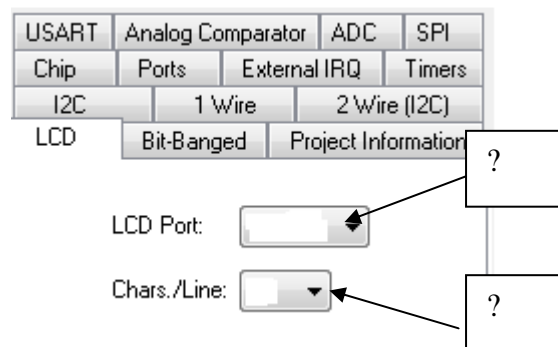 USART Analog Comparator ADC SPI
Chip Ports External IRQ Timers
I2C 1 Wire 2 Wire (I2C)
LCD Bit-Banged Project Information
?
LCD Port:
Chars./Line:
?